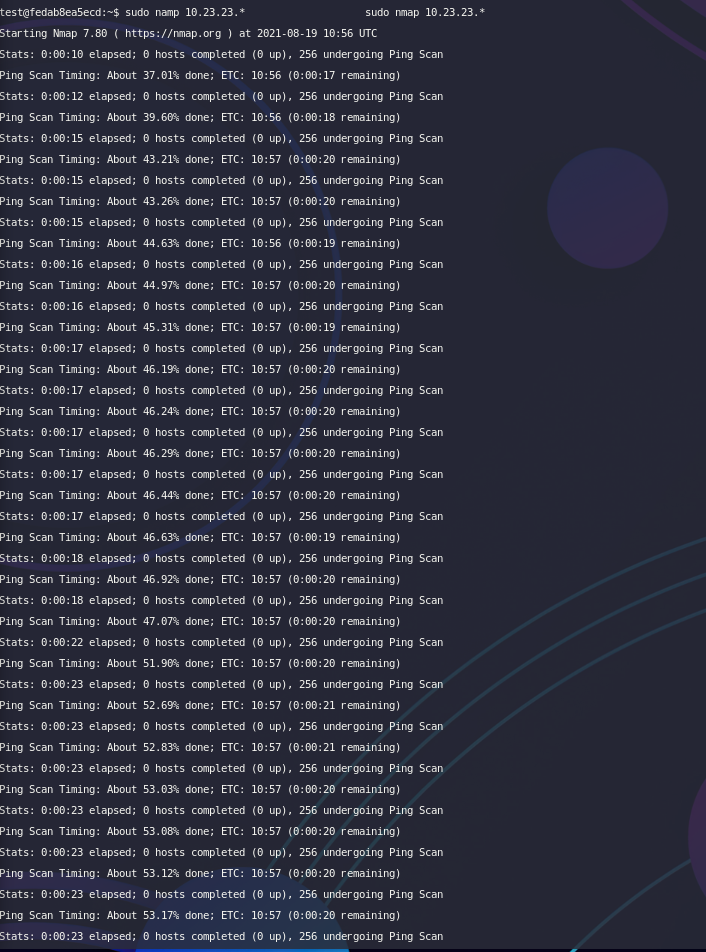 test@fedab8ea5ecd:~$ sudo namp 10.23.23.*                    sudo nmap 10.23.23.*
Starting Nmap 7.80 ( https://nmap.org ) at 2021-08-19 10:56 UTC
Stats: 0:00:10 elapsed; 0 hosts completed (0 up), 256 undergoing Ping Scan
Ping Scan Timing: About 37.01% done; ETC: 10:56 (0:00:17 remaining)
Stats: 0:00:12 elapsed; 0 hosts completed (0 up), 256 undergoing Ping Scan
Ping Scan Timing: About 39.60% done; ETC: 10:56 (0:00:18 remaining)
Stats: 0:00:15 elapsed; 0 hosts completed (0 up), 256 undergoing Ping Scan
Ping Scan Timing: About 43.21% done; ETC: 10:57 (0:00:20 remaining)
Stats: 0:00:15 elapsed; 0 hosts completed (0 up), 256 undergoing Ping Scan
Ping Scan Timing: About 43.26% done; ETC: 10:57 (0:00:20 remaining)
Stats: 0:00:15 elapsed; 0 hosts completed (0 up), 256 undergoing Ping Scan
Ping Scan Timing: About 44.63% done; ETC: 10:56 (0:00:19 remaining)
Stats: 0:00:16 elapsed; 0 hosts completed (0 up), 256 undergoing Ping Scan
Ping Scan Timing: About 44.97% done; ETC: 10:57 (0:00:20 remaining)
Stats: 0:00:16 elapsed; 0 hosts completed (0 up), 256 undergoing Ping Scan
Ping Scan Timing: About 45.31% done; ETC: 10:57 (0:00:19 remaining)
Stats: 0:00:17 elapsed; 0 hosts completed (0 up), 256 undergoing Ping Scan
Ping Scan Timing: About 46.19% done; ETC: 10:57 (0:00:20 remaining)
Stats: 0:00:17 elapsed; 0 hosts completed (0 up), 256 undergoing Ping Scan
Ping Scan Timing: About 46.24% done; ETC: 10:57 (0:00:20 remaining)
Stats: 0:00:17 elapsed; 0 hosts completed (0 up), 256 undergoing Ping Scan
Ping Scan Timing: About 46.29% done; ETC: 10:57 (0:00:20 remaining)
Stats: 0:00:17 elapsed; 0 hosts completed (0 up), 256 undergoing Ping Scan
Ping Scan Timing: About 46.44% done; ETC: 10:57 (0:00:20 remaining)
Stats: 0:00:17 elapsed; 0 hosts completed (0 up), 256 undergoing Ping Scan
Ping Scan Timing: About 46.63% done; ETC: 10:57 (0:00:19 remaining)
Stats: 0:00:18 elapsed; 0 hosts completed (0 up), 256 undergoing Ping Scan
Ping Scan Timing: About 46.92% done; ETC: 10:57 (0:00:20 remaining)
Stats: 0:00:18 elapsed; 0 hosts completed (0 up), 256 undergoing Ping Scan
Ping Scan Timing: About 47.07% done; ETC: 10:57 (0:00:20 remaining)
Stats: 0:00:22 elapsed; 0 hosts completed (0 up), 256 undergoing Ping Scan
Ping Scan Timing: About 51.90% done; ETC: 10:57 (0:00:20 remaining)
Stats: 0:00:23 elapsed; 0 hosts completed (0 up), 256 undergoing Ping Scan
Ping Scan Timing: About 52.69% done; ETC: 10:57 (0:00:21 remaining)
Stats: 0:00:23 elapsed; 0 hosts completed (0 up), 256 undergoing Ping Scan
Ping Scan Timing: About 52.83% done; ETC: 10:57 (0:00:21 remaining)
Stats: 0:00:23 elapsed; 0 hosts completed (0 up), 256 undergoing Ping Scan
Ping Scan Timing: About 53.03% done; ETC: 10:57 (0:00:20 remaining)
Stats: 0:00:23 elapsed; 0 hosts completed (0 up), 256 undergoing Ping Scan
Ping Scan Timing: About 53.08% done; ETC: 10:57 (0:00:20 remaining)
Stats: 0:00:23 elapsed; 0 hosts completed (0 up), 256 undergoing Ping Scan
Ping Scan Timing: About 53.12% done; ETC: 10:57 (0:00:20 remaining)
Stats: 0:00:23 elapsed; 0 hosts completed (0 up), 256 undergoing Ping Scan
Ping Scan Timing: About 53.17% done; ETC: 10:57 (0:00:20 remaining)
Stats: 0:00:23 elapsed; 0 hosts completed (0 up), 256 undergoing Ping Scan